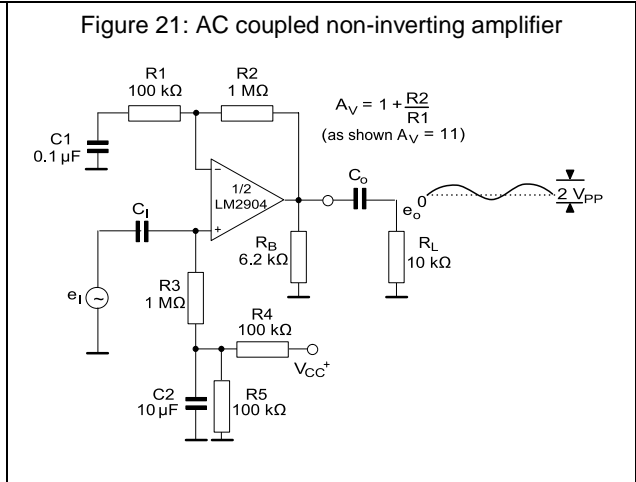 Figure 21: AC coupled non-inverting amplifier
R1
100 kΩ
R2
1 MΩ
A_V = 1 + R2
R1
(as shown A_V = 11)
C1
0.1 µF
−
1/2
LM2904
+
C_I
C_o
e_o
0
2 V_PP
R_B
6.2 kΩ
R_L
10 kΩ
e_I
~
R3
1 MΩ
R4
100 kΩ
V_CC+
C2
10 µF
R5
100 kΩ